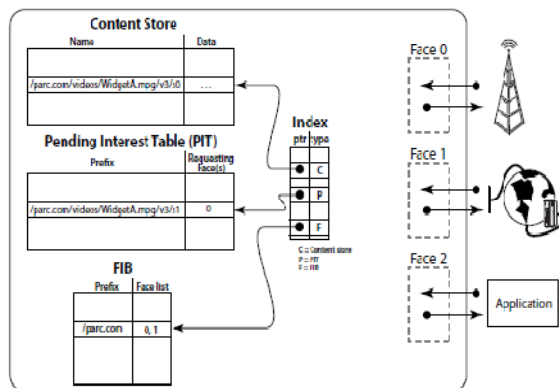 Content Store
Name Data
/parc.com/videos/WidgetA.mpg/v3/s0 ...
Pending Interest Table (PIT)
Prefix Requesting Face(s)
/parc.com/videos/WidgetA.mpg/v3/s1 0
FIB
Prefix Face list
/parc.com 0, 1
Index
ptr type
C
P
F
C = Content store
P = PIT
F = FIB
Face 0
Face 1
Face 2
Application